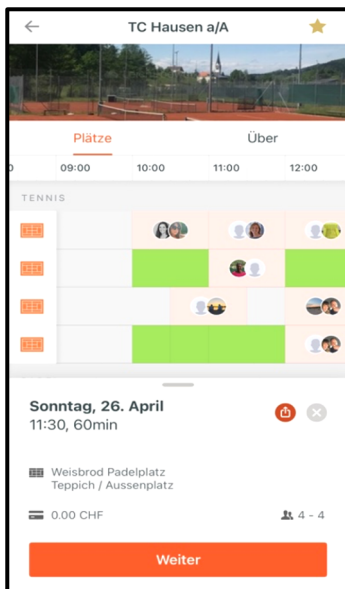 TC Hausen a/A
Plätze Über
09:00 10:00 11:00 12:00
TENNIS
Sonntag, 26. April
11:30, 60min
Weisbrod Padelplatz
Teppich / Aussenplatz
0.00 CHF 4 - 4
Weiter